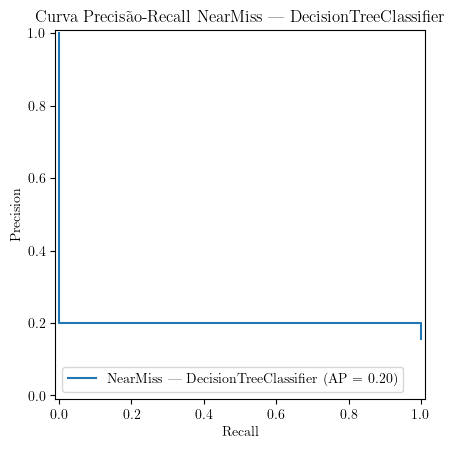 Curva Precisão-Recall NearMiss — DecisionTreeClassifier
1.0
0.8
0.6
0.4
0.2
0.0
Precision
NearMiss — DecisionTreeClassifier (AP = 0.20)
0.0 0.2 0.4 0.6 0.8 1.0
Recall